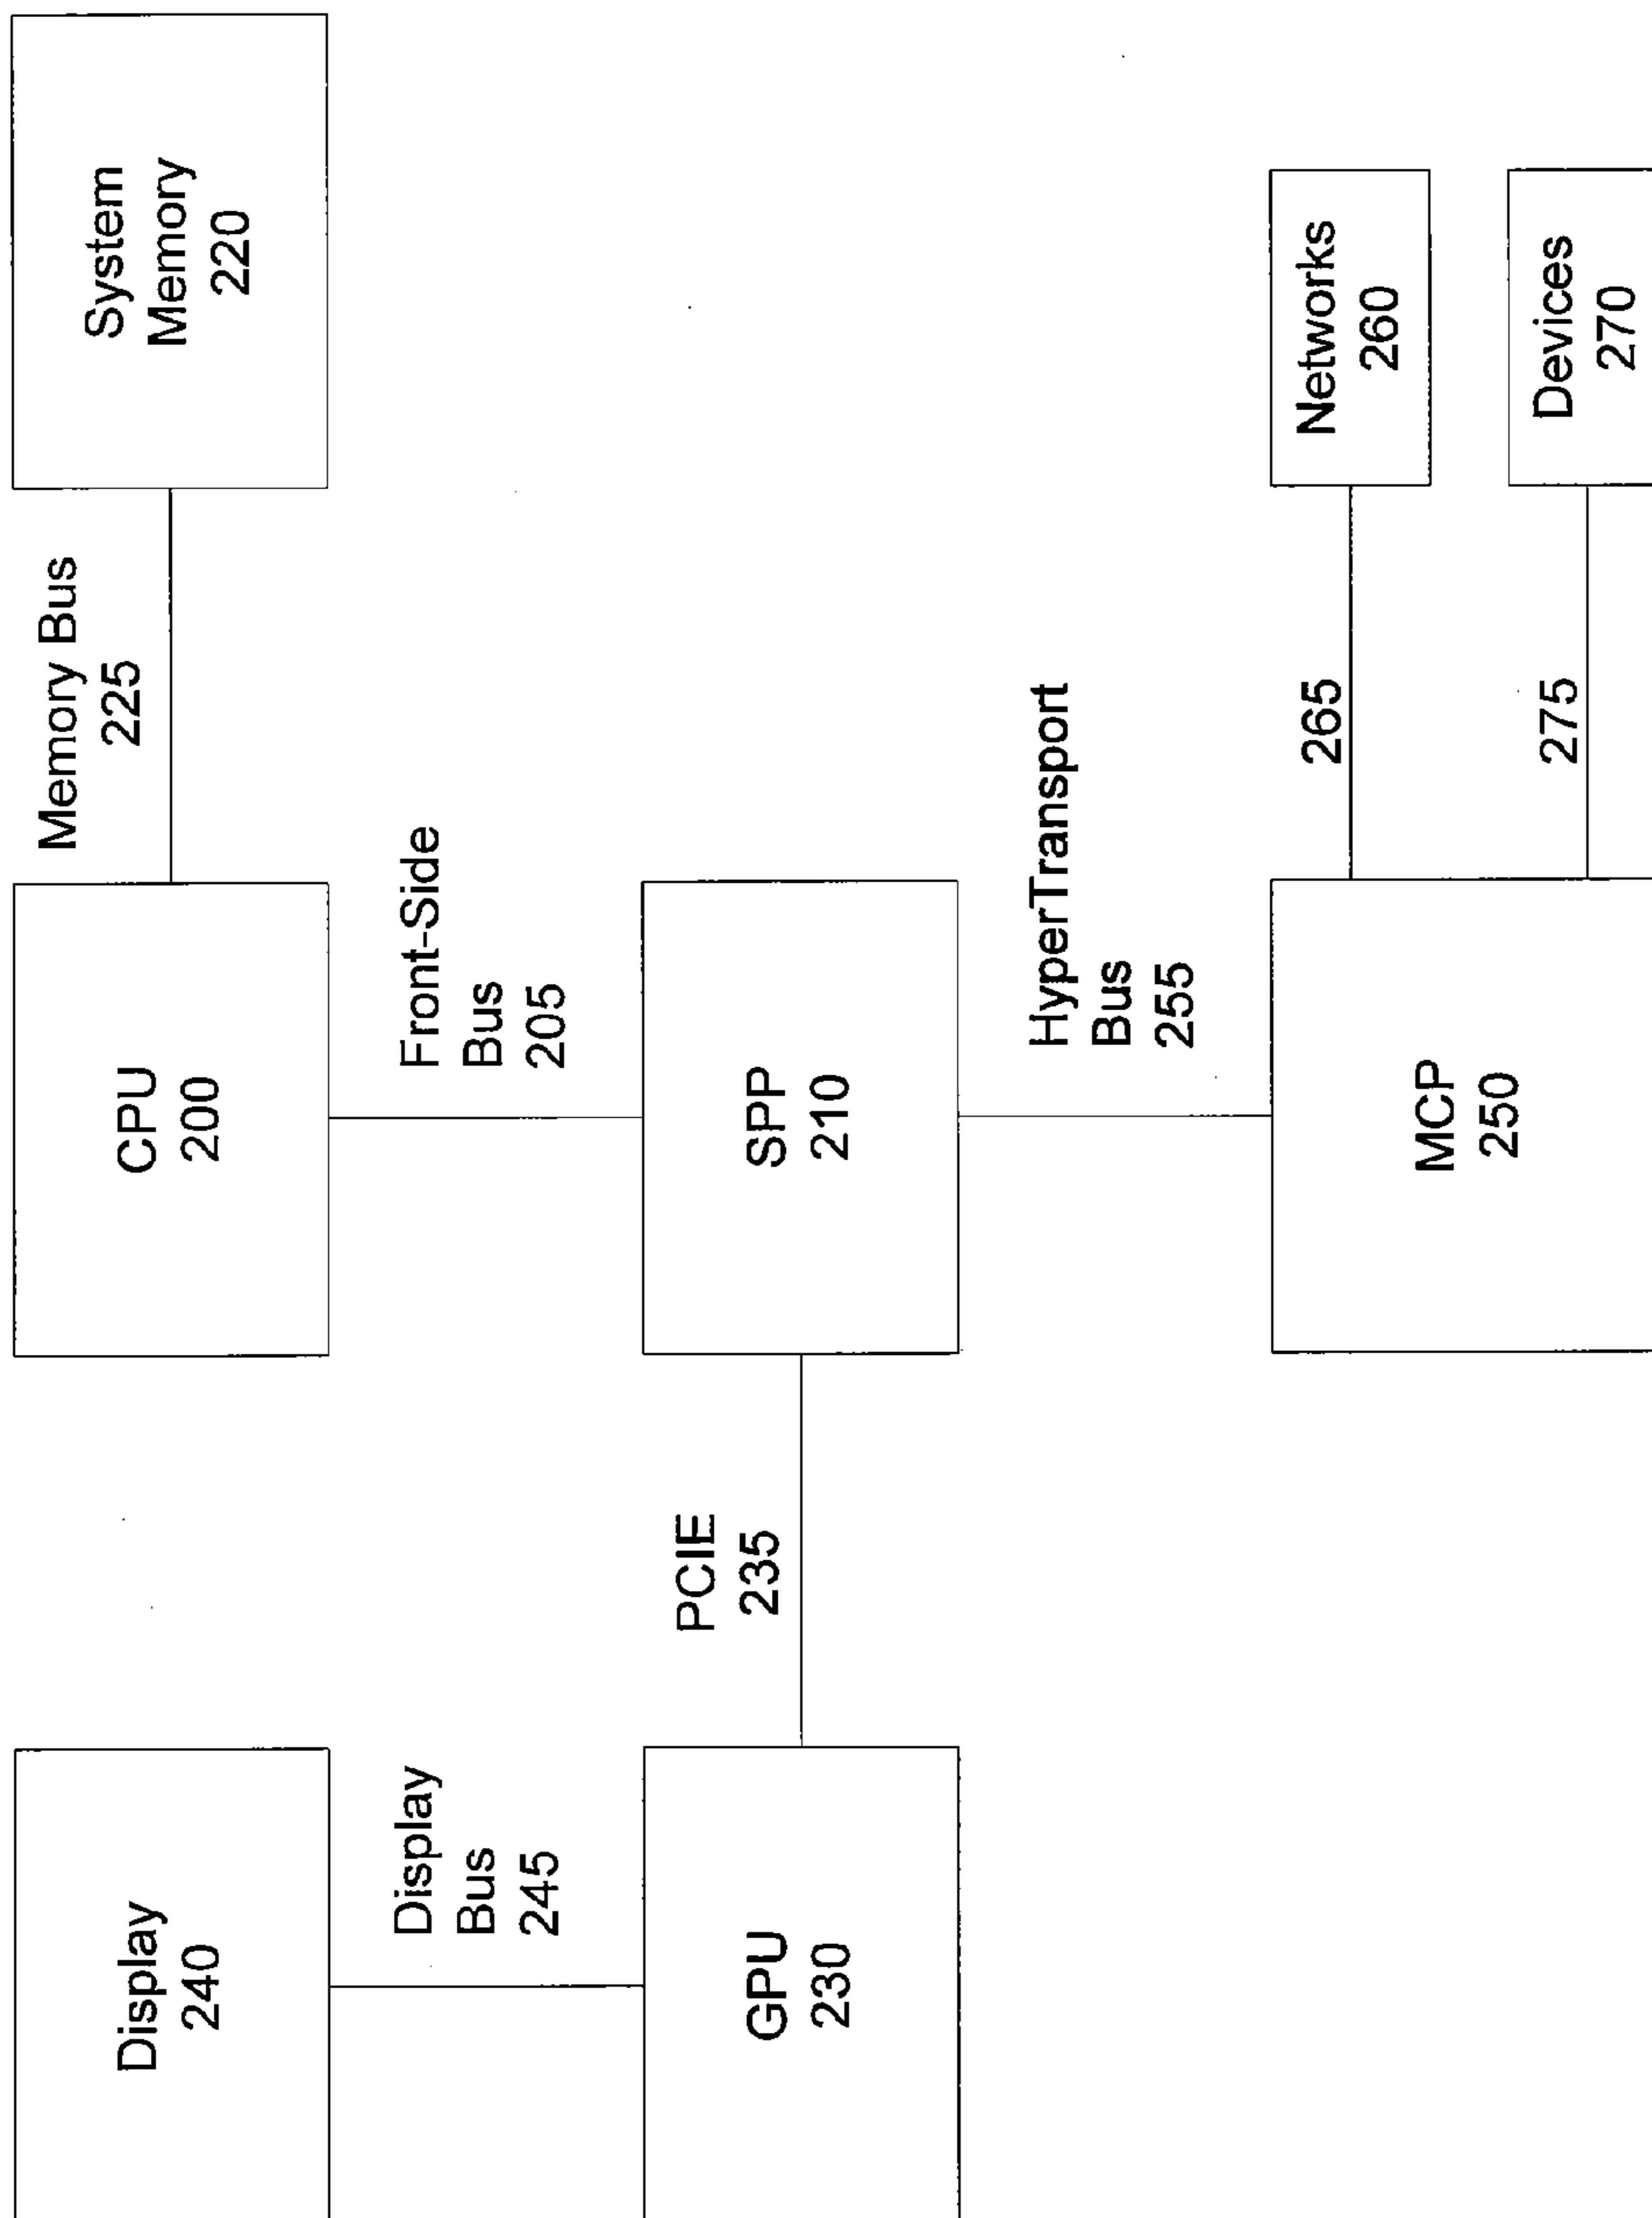 Display
240
CPU
200
Memory Bus
225
System
Memory
220
Display
Bus
245
Front-Side
Bus
205
GPU
230
PCIE
235
SPP
210
HyperTransport
Bus
255
MCP
250
265
Networks
260
275
Devices
270